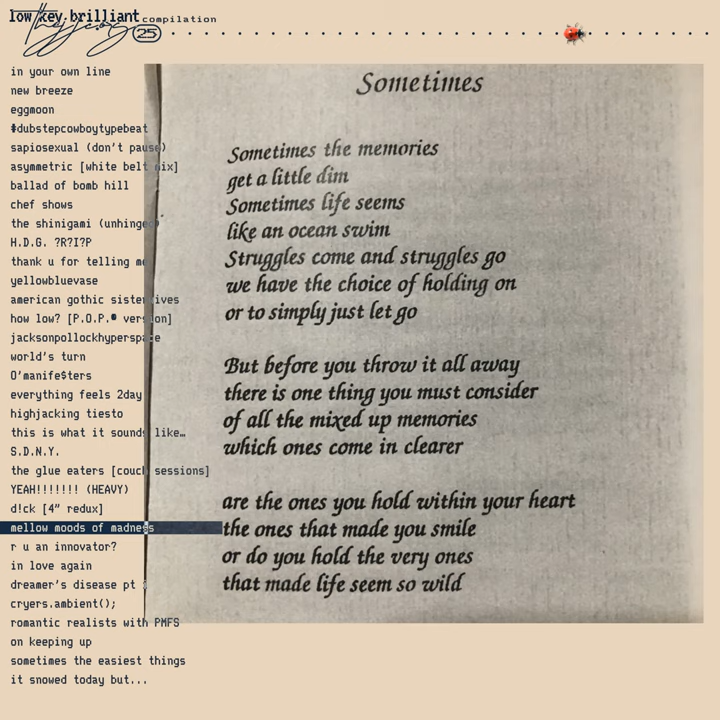 low key brilliant compilation
25
in your own line
new breeze
eggmoon
#dubstepcowboytypebeat
sapiosexual (don't pause)
asymmetric [white belt mix]
ballad of bomb hill
chef shows
the shinigami (unhinged)
H.D.G. ?R?I?P
thank u for telling me
yellowbluevase
american gothic sisterwives
how low? [P.O.P.® version]
jacksonpollockhyperspace
world's turn
O'manife$ters
everything feels 2day
highjacking tiesto
this is what it sounds like…
S.D.N.Y.
the glue eaters [couch sessions]
YEAH!!!!!!! (HEAVY)
d!ck [4” redux]
mellow moods of madness
r u an innovator?
in love again
dreamer's disease pt
cryers.ambient();
romantic realists with PMFS
on keeping up
sometimes the easiest things
it snowed today but...
Sometimes
Sometimes the memories
get a little dim
Sometimes life seems
like an ocean swim
Struggles come and struggles go
we have the choice of holding on
or to simply just let go
But before you throw it all away
there is one thing you must consider
of all the mixed up memories
which ones come in clearer
are the ones you hold within your heart
the ones that made you smile
or do you hold the very ones
that made life seem so wild